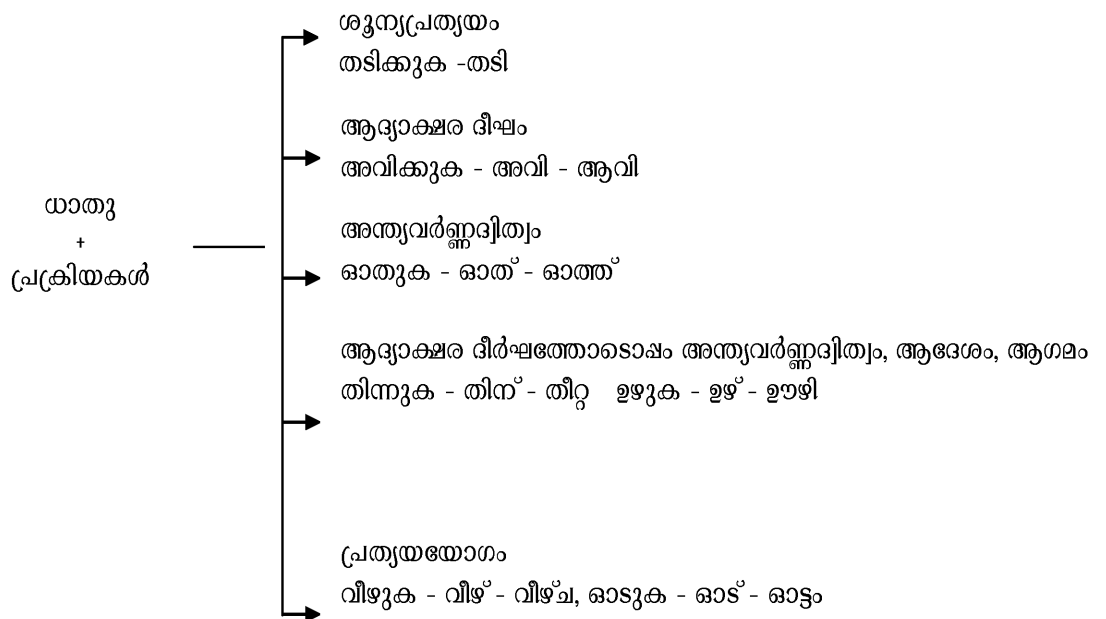 ശൂന്യപ്രത്യയം
തടിക്കുക -തടി
ആദ്യാക്ഷര ദീഘം
അവിക്കുക - അവി - ആവി
ധാതു
+
പ്രക്രിയകൾ
അന്ത്യവർണ്ണദ്വിത്വം
ഓതുക - ഓത് - ഓത്ത്
ആദ്യാക്ഷര ദീർഘത്തോടൊപ്പം അന്ത്യവർണ്ണദ്വിത്വം, ആദേശം, ആഗമം
തിന്നുക - തിന് - തീറ്റ ഉഴുക - ഉഴ് - ഊഴി
പ്രത്യയയോഗം
വീഴുക - വീഴ് - വീഴ്ച, ഓടുക - ഓട് - ഓട്ടം